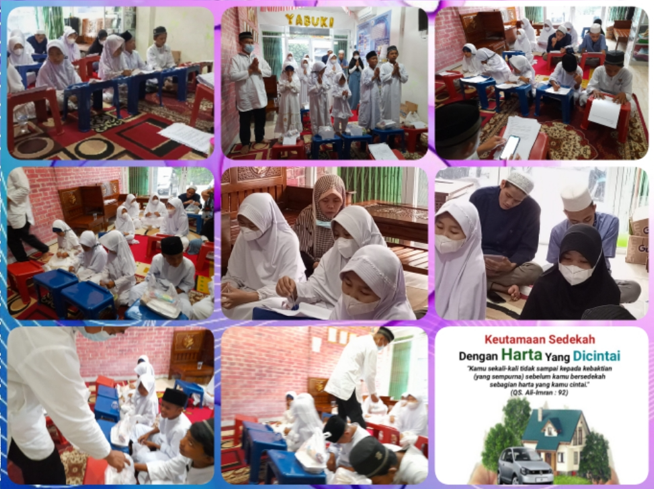 YABUKI
Keutamaan Sedekah
Dengan Harta Yang Dicintai
"Kamu sekali-kali tidak sampai kepada kebaktian
(yang sempurna) sebelum kamu bersedekah
sebagian harta yang kamu cintai."
(QS. Ali-Imran : 92)